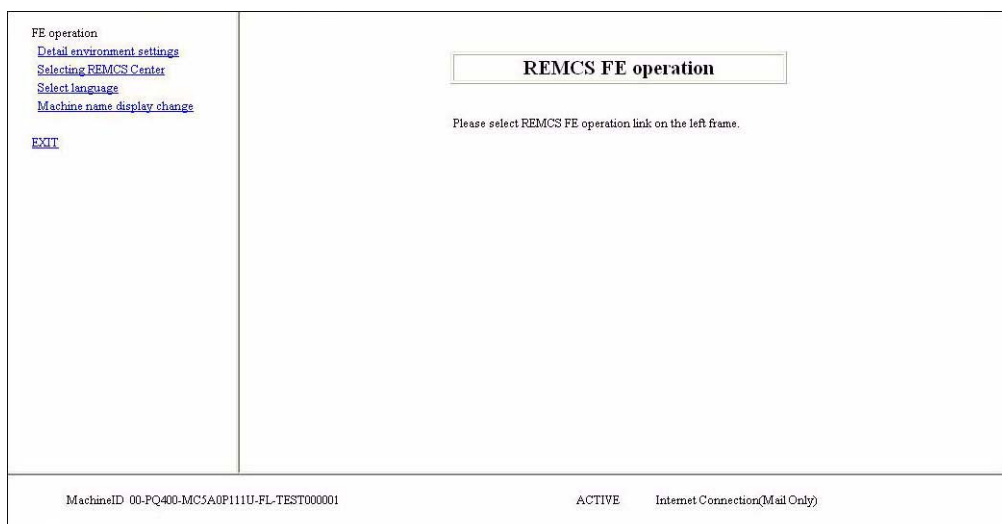 FE operation
Detail environment settings
Selecting REMCS Center
Select language
Machine name display change
EXIT
REMCS FE operation
Please select REMCS FE operation link on the left frame.
MachineID 00-PQ400-MC5A0P111U-FL-TEST000001
ACTIVE
Internet Connection(Mail Only)